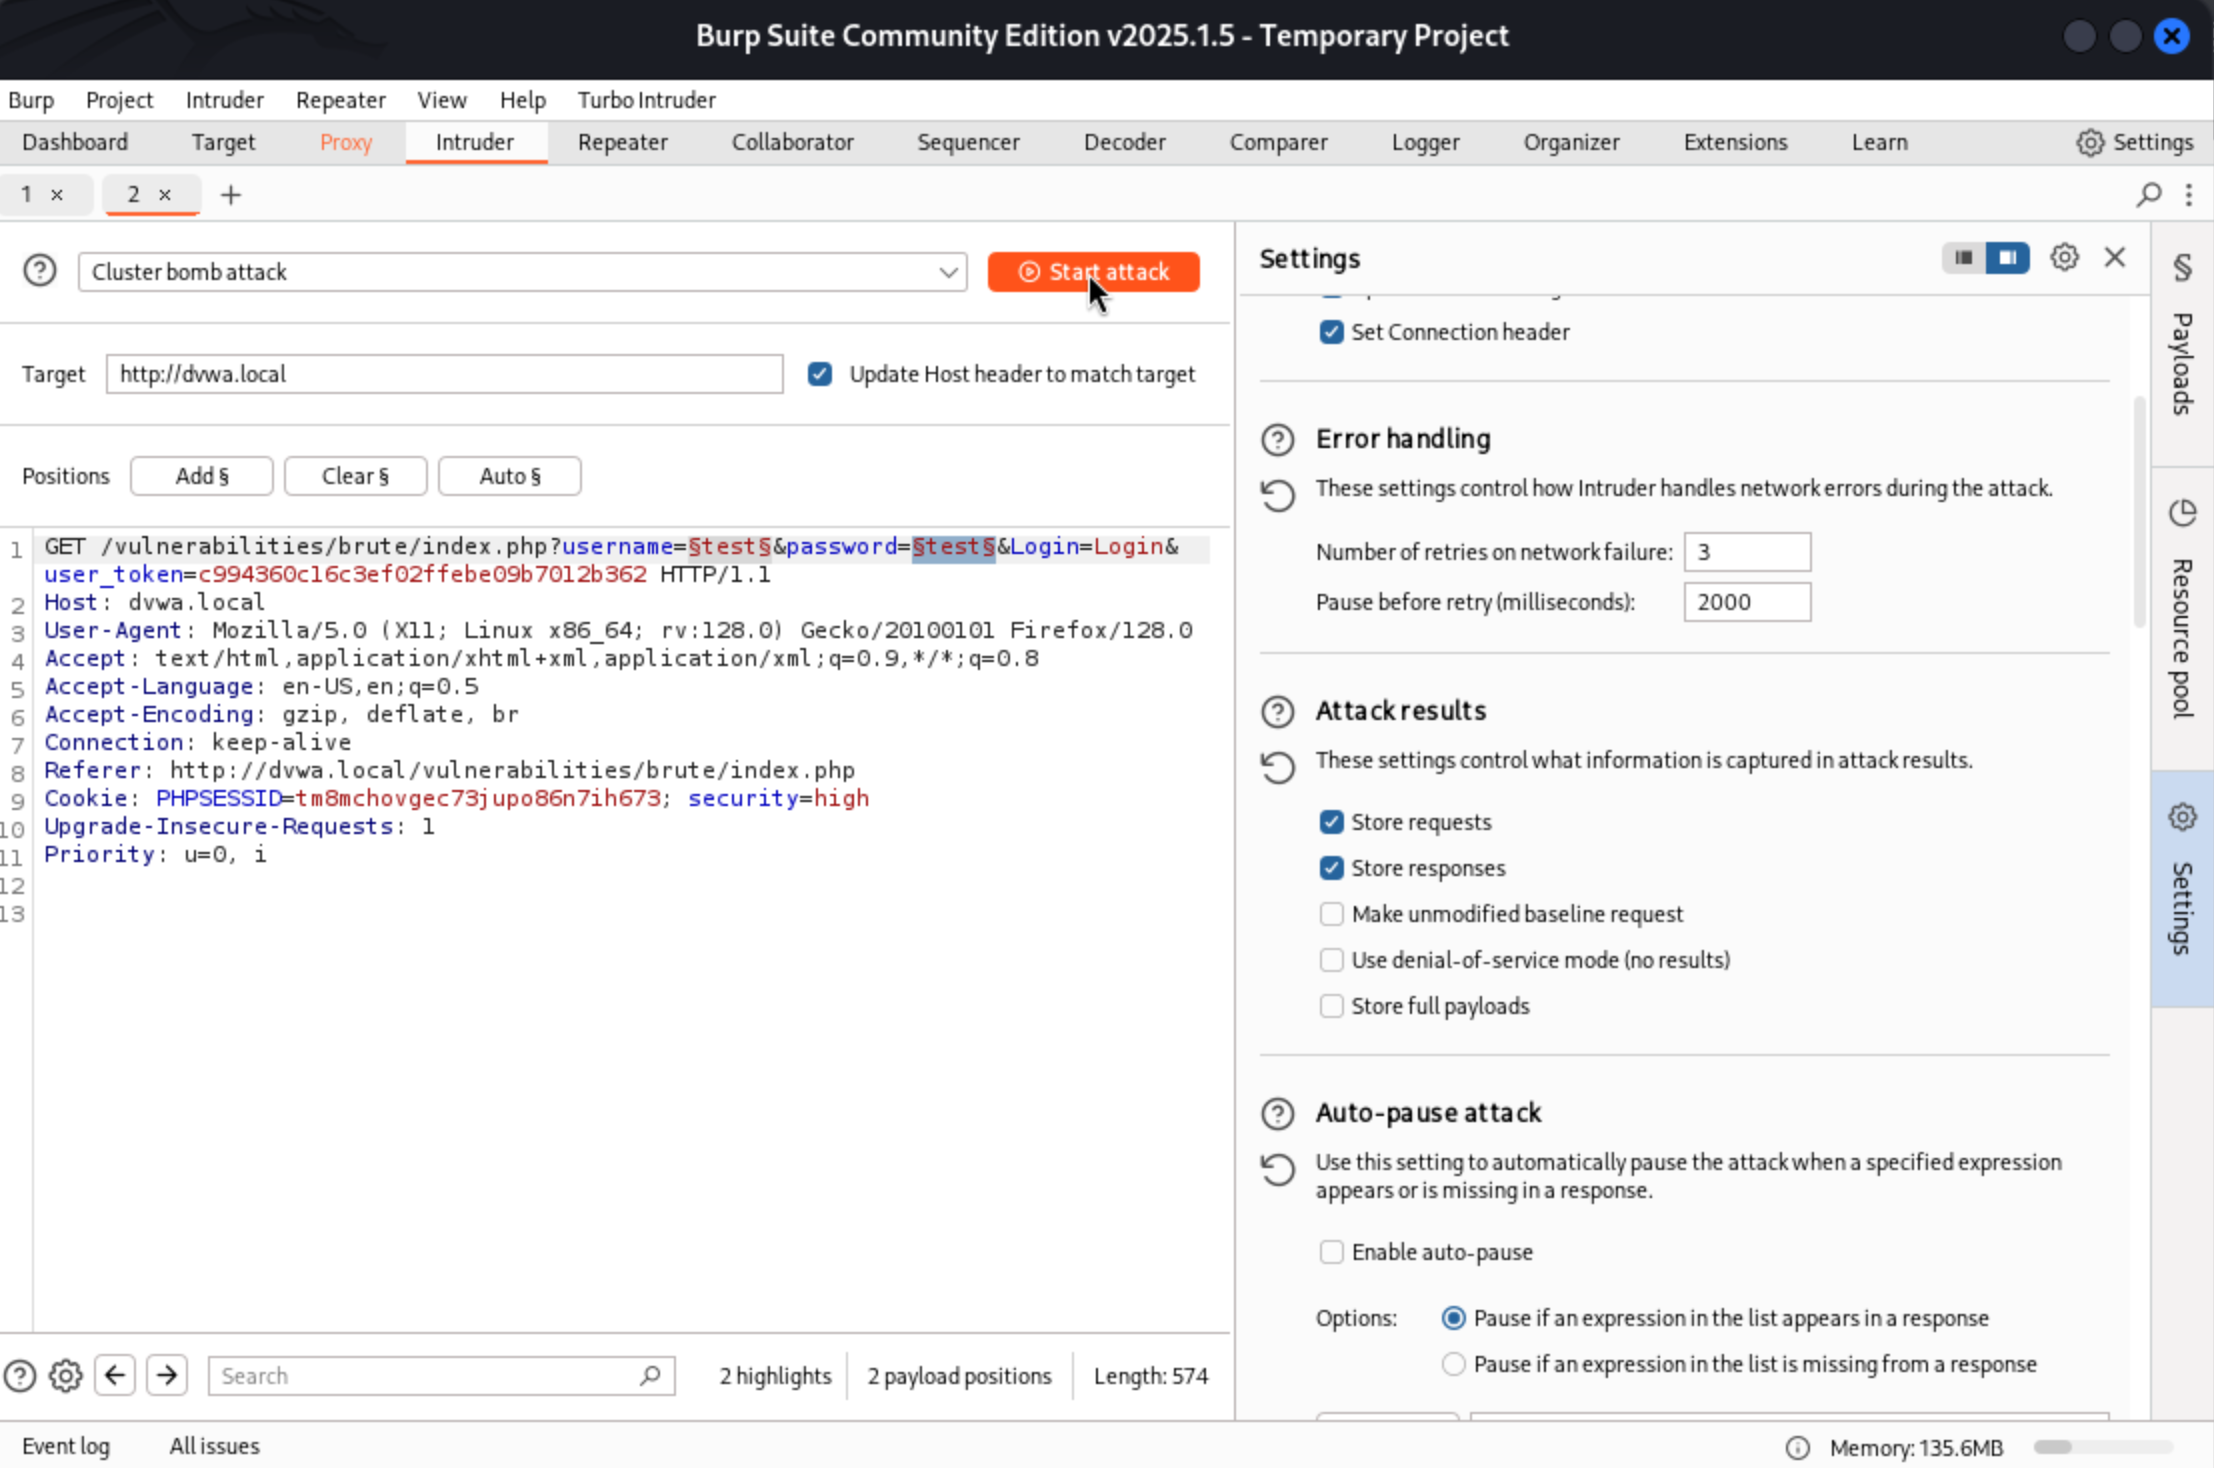 Burp Suite Community Edition v2025.1.5 - Temporary Project
Burp Project Intruder Repeater View Help Turbo Intruder
Dashboard Target Proxy Intruder Repeater Collaborator Sequencer Decoder Comparer Logger Organizer Extensions Learn Settings
1 × 2 × +
Cluster bomb attack
Start attack
Target http://dvwa.local
Update Host header to match target
Positions Add § Clear § Auto §
1 GET /vulnerabilities/brute/index.php?username=§test§&password=§test§&Login=Login&
user_token=c994360c16c3ef02ffebe09b7012b362 HTTP/1.1
2 Host: dvwa.local
3 User-Agent: Mozilla/5.0 (X11; Linux x86_64; rv:128.0) Gecko/20100101 Firefox/128.0
4 Accept: text/html,application/xhtml+xml,application/xml;q=0.9,*/*;q=0.8
5 Accept-Language: en-US,en;q=0.5
6 Accept-Encoding: gzip, deflate, br
7 Connection: keep-alive
8 Referer: http://dvwa.local/vulnerabilities/brute/index.php
9 Cookie: PHPSESSID=tm8mchovgec73jupo86n7ih673; security=high
10 Upgrade-Insecure-Requests: 1
11 Priority: u=0, i
12
13
Search
2 highlights
2 payload positions
Length: 574
Settings
Set Connection header
Error handling
These settings control how Intruder handles network errors during the attack.
Number of retries on network failure: 3
Pause before retry (milliseconds): 2000
Attack results
These settings control what information is captured in attack results.
Store requests
Store responses
Make unmodified baseline request
Use denial-of-service mode (no results)
Store full payloads
Auto-pause attack
Use this setting to automatically pause the attack when a specified expression
appears or is missing in a response.
Enable auto-pause
Options: Pause if an expression in the list appears in a response
Pause if an expression in the list is missing from a response
§ Payloads
Resource pool
Settings
Event log All issues
Memory: 135.6MB